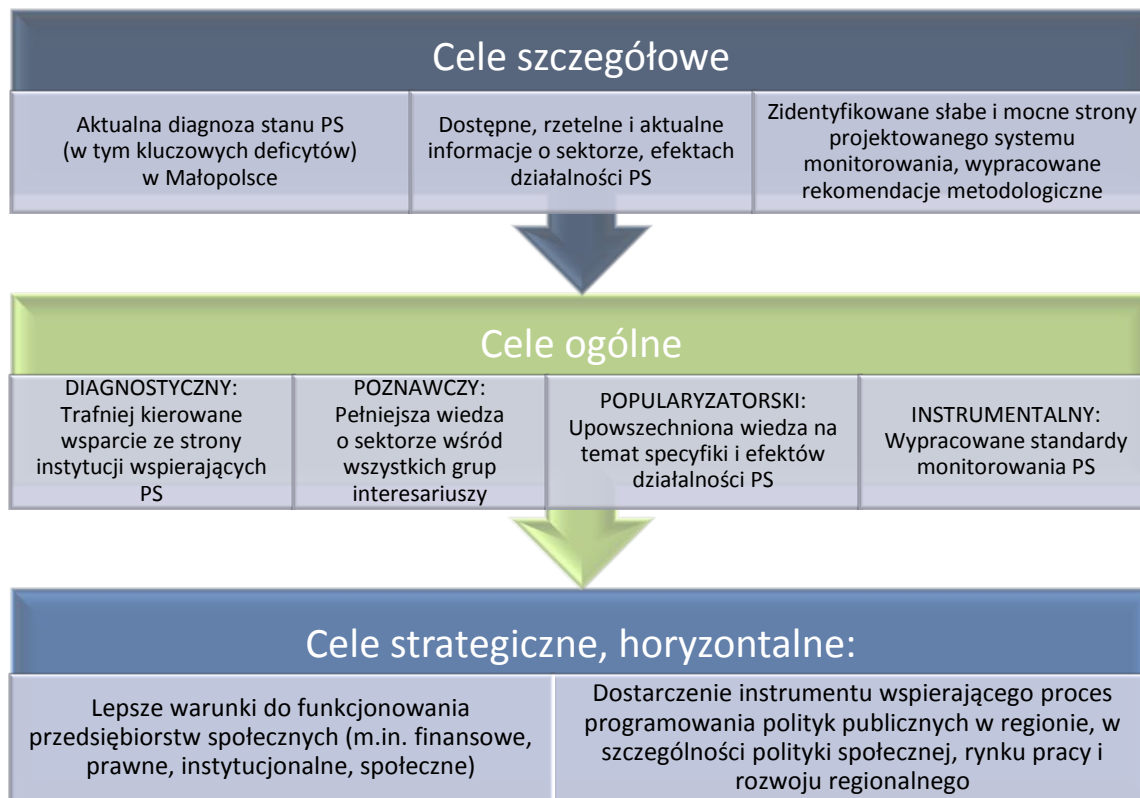 Cele szczegółowe
Aktualna diagnoza stanu PS
(w tym kluczowych deficytów)
w Małopolsce
Dostępne, rzetelne i aktualne
informacje o sektorze, efektach
działalności PS
Zidentyfikowane słabe i mocne strony
projektowanego systemu
monitorowania, wypracowane
rekomendacje metodologiczne
Cele ogólne
DIAGNOSTYCZNY:
Trafniej kierowane
wsparcie ze strony
instytucji wspierających
PS
POZNAWCZY:
Pełniejsza wiedza
o sektorze wśród
wszystkich grup
interesariuszy
POPULARYZATORSKI:
Upowszechniona wiedza na
temat specyfiki i efektów
działalności PS
INSTRUMENTALNY:
Wypracowane standardy
monitorowania PS
Cele strategiczne, horyzontalne:
Lepsze warunki do funkcjonowania
przedsiębiorstw społecznych (m.in. finansowe,
prawne, instytucjonalne, społeczne)
Dostarczenie instrumentu wspierającego proces
programowania polityk publicznych w regionie, w
szczególności polityki społecznej, rynku pracy i
rozwoju regionalnego